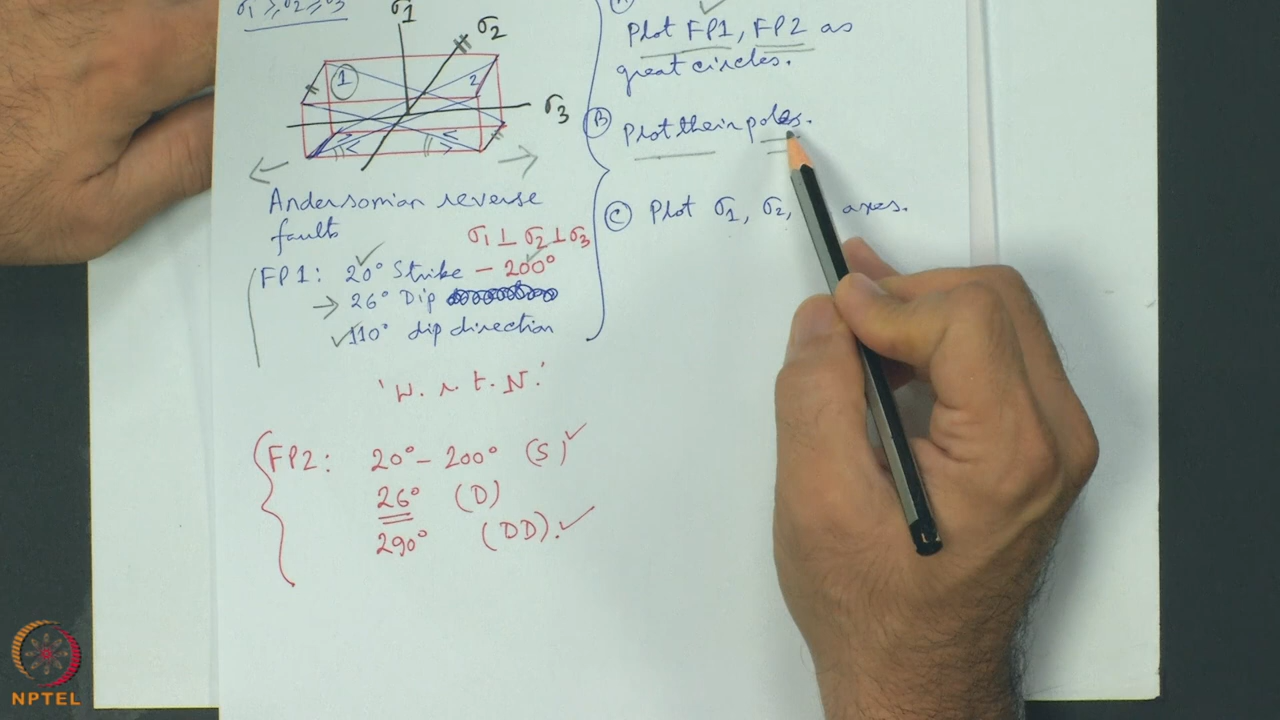 σ1 ⩾ σ2 ⩾ σ3
σ1
σ2
1
2
σ3
Andersomian reverse
faults
σ1 ⊥ σ2 ⊥ σ3
FP1: 20° Strike – 200°
→ 26° Dip
110° dip direction
'W. r. t. N.'
FP2: 20° – 200° (S)
26° (D)
290° (DD).
A
Plot FP1, FP2 as
great circles.
B Plot their poles.
C Plot σ1, σ2, axes.
NPTEL